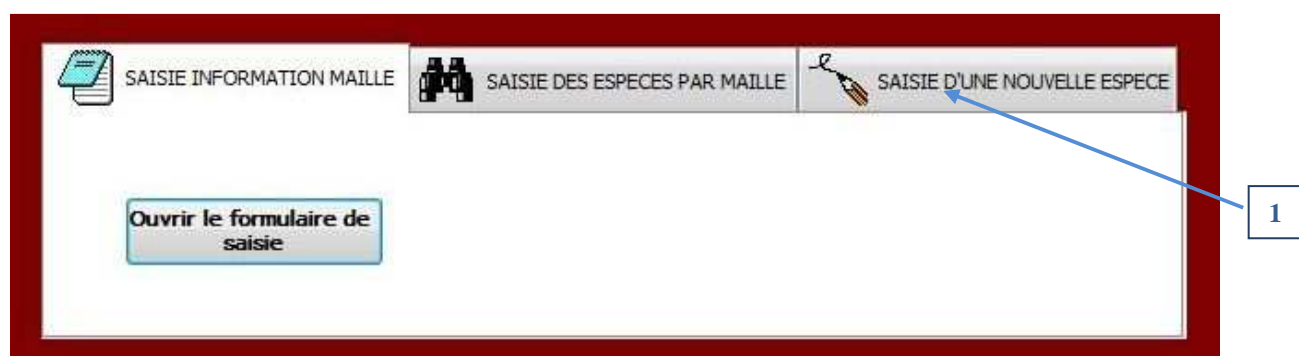 SAISIE INFORMATION MAILLE
SAISIE DES ESPECES PAR MAILLE
SAISIE D'UNE NOUVELLE ESPECE
Ouvrir le formulaire de
saisie
1